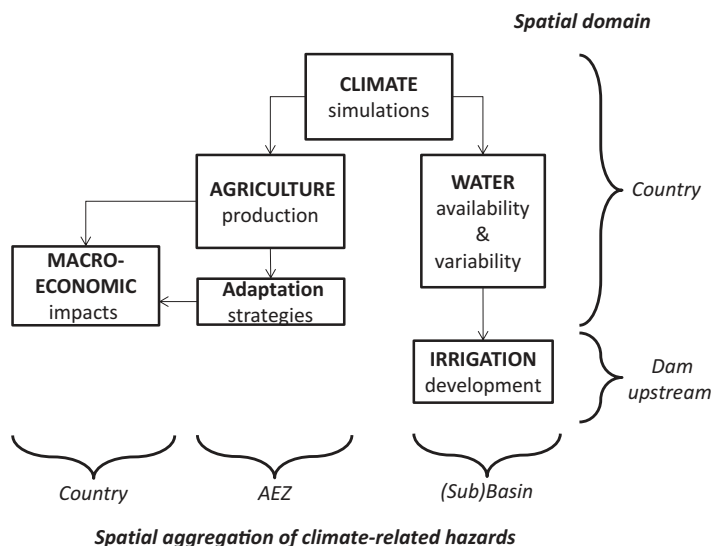 Spatial domain
CLIMATE
simulations
AGRICULTURE
production
WATER
availability
&
variability
Country
MACRO-
ECONOMIC
impacts
Adaptation
strategies
IRRIGATION
development
Dam
upstream
Country
AEZ
(Sub)Basin
Spatial aggregation of climate-related hazards